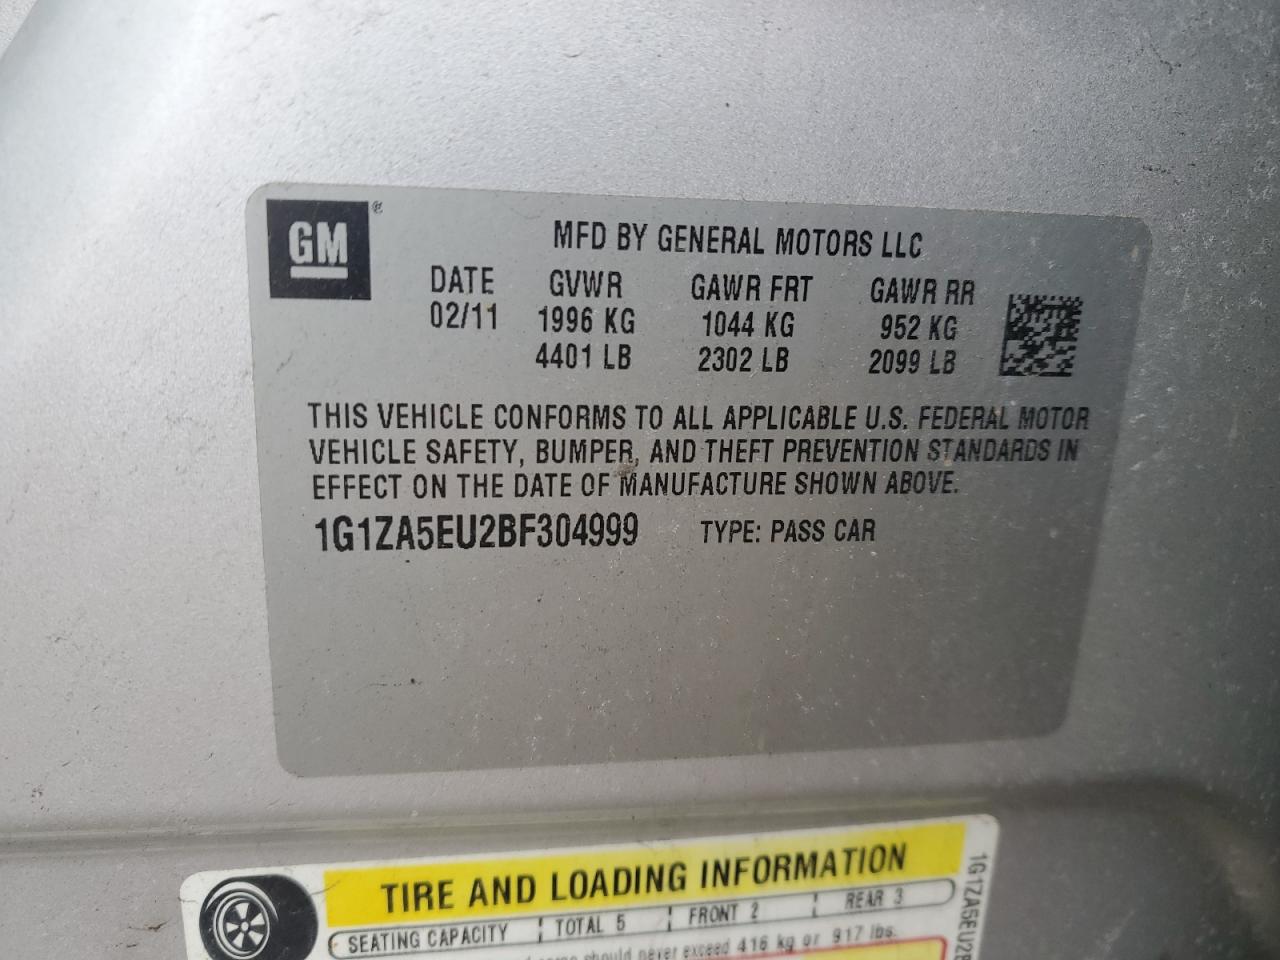 GM ®
MFD BY GENERAL MOTORS LLC
DATE GVWR GAWR FRT GAWR RR
02/11 1996 KG 1044 KG 952 KG
4401 LB 2302 LB 2099 LB
THIS VEHICLE CONFORMS TO ALL APPLICABLE U.S. FEDERAL MOTOR
VEHICLE SAFETY, BUMPER, AND THEFT PREVENTION STANDARDS IN
EFFECT ON THE DATE OF MANUFACTURE SHOWN ABOVE.
1G1ZA5EU2BF304999 TYPE: PASS CAR
TIRE AND LOADING INFORMATION
SEATING CAPACITY TOTAL 5 FRONT 2 REAR 3
should never exceed 416 kg or 917 lbs.
1G1ZA5EU2B